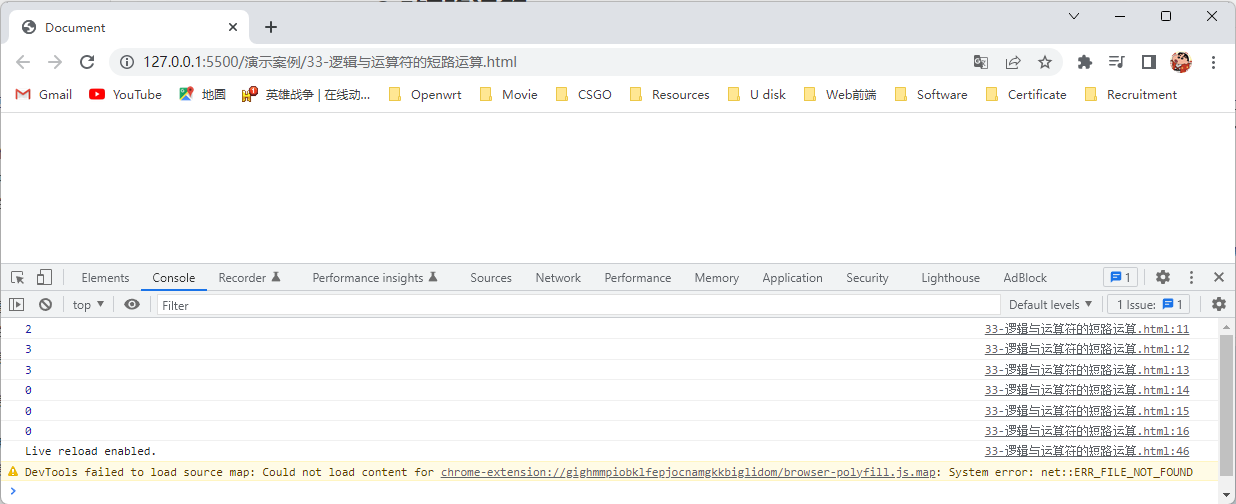 Document
127.0.0.1:5500/演示案例/33-逻辑与运算符的短路运算.html
Gmail YouTube 地图 英雄战争 | 在线动... Openwrt Movie CSGO Resources U disk Web前端 Software Certificate Recruitment
Elements Console Recorder Performance insights Sources Network Performance Memory Application Security Lighthouse AdBlock 1
top Filter Default levels 1 Issue: 1
2 33-逻辑与运算符的短路运算.html:11
3 33-逻辑与运算符的短路运算.html:12
3 33-逻辑与运算符的短路运算.html:13
0 33-逻辑与运算符的短路运算.html:14
0 33-逻辑与运算符的短路运算.html:15
0 33-逻辑与运算符的短路运算.html:16
Live reload enabled. 33-逻辑与运算符的短路运算.html:46
DevTools failed to load source map: Could not load content for chrome-extension://gighmmpiobklfepjocnamgkkbiglidom/browser-polyfill.js.map: System error: net::ERR_FILE_NOT_FOUND